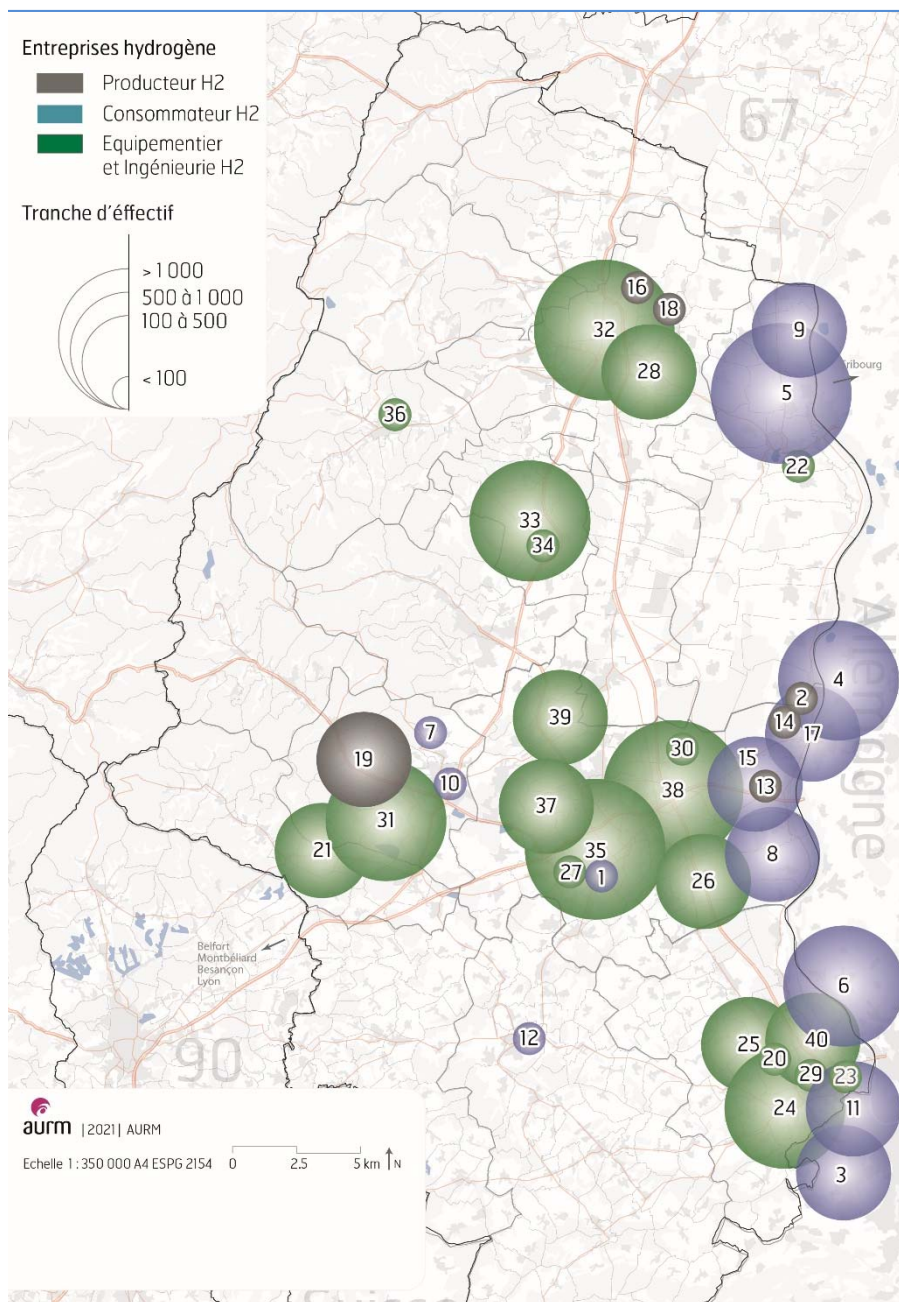 Entreprises hydrogène
Producteur H2
Consommateur H2
Equipementier
et Ingénieurie H2
Tranche d'éffectif
> 1 000
500 à 1 000
100 à 500
< 100
67
16
18
32
28
9
5
Fribourg
36
22
33
34
Allemagne
4
2
14
17
39
7
30
15
19
10
38
13
37
31
21
35
8
27
1
26
Belfort
Montbéliard
Besançon
Lyon
6
12
25
40
90
20
29
23
24
11
3
aurm |2021| AURM
Echelle 1 : 350 000 A4 ESPG 2154 0 2.5 5 km N